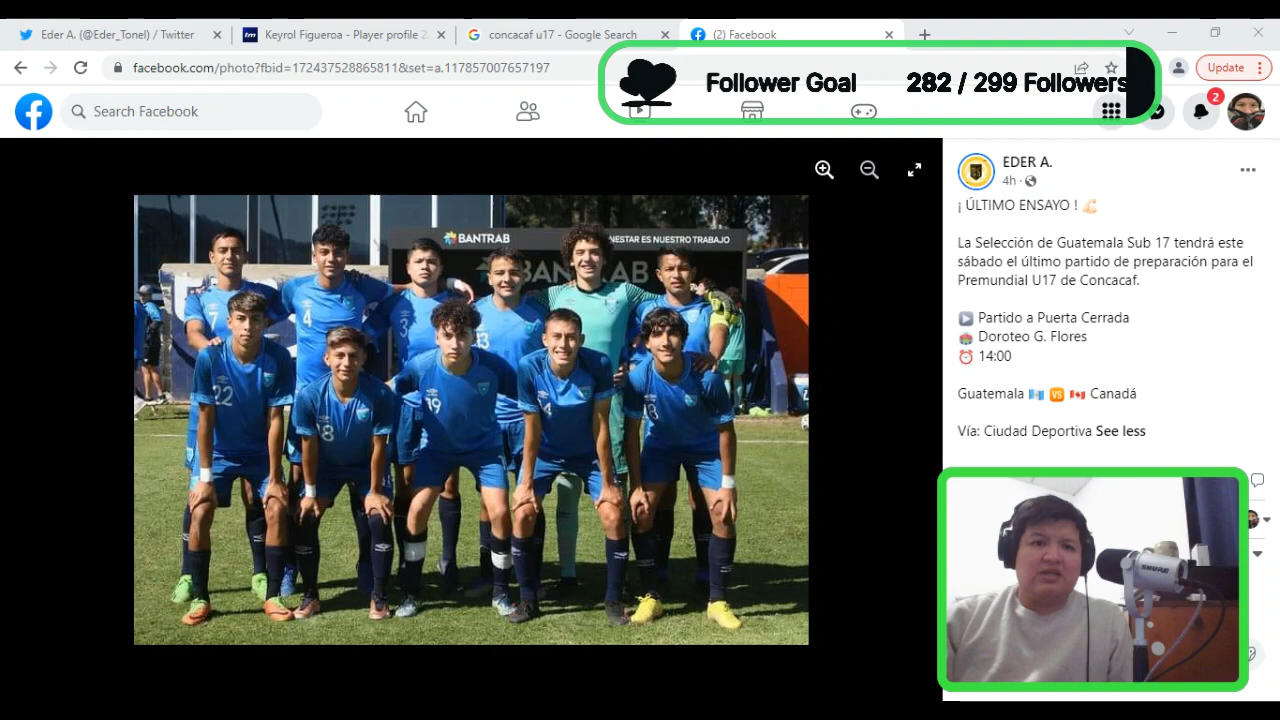 Eder A. (@Eder_Tonel) / Twitter
Keyrol Figueroa - Player profile 2
concacaf u17 - Google Search
(2) Facebook
facebook.com/photo?fbid=172437528865811&set=a.117857007657197
Update
Follower Goal 282 / 299 Followers
Search Facebook
2
EDER A.
4h
¡ ÚLTIMO ENSAYO !
La Selección de Guatemala Sub 17 tendrá este
sábado el último partido de preparación para el
Premundial U17 de Concacaf.
Partido a Puerta Cerrada
Doroteo G. Flores
14:00
Guatemala VS Canadá
Vía: Ciudad Deportiva See less
BANTRAB
NESTAR ES NUESTRO TRABAJO
BANTRAB
7
4
3
13
22
8
19
SHURE